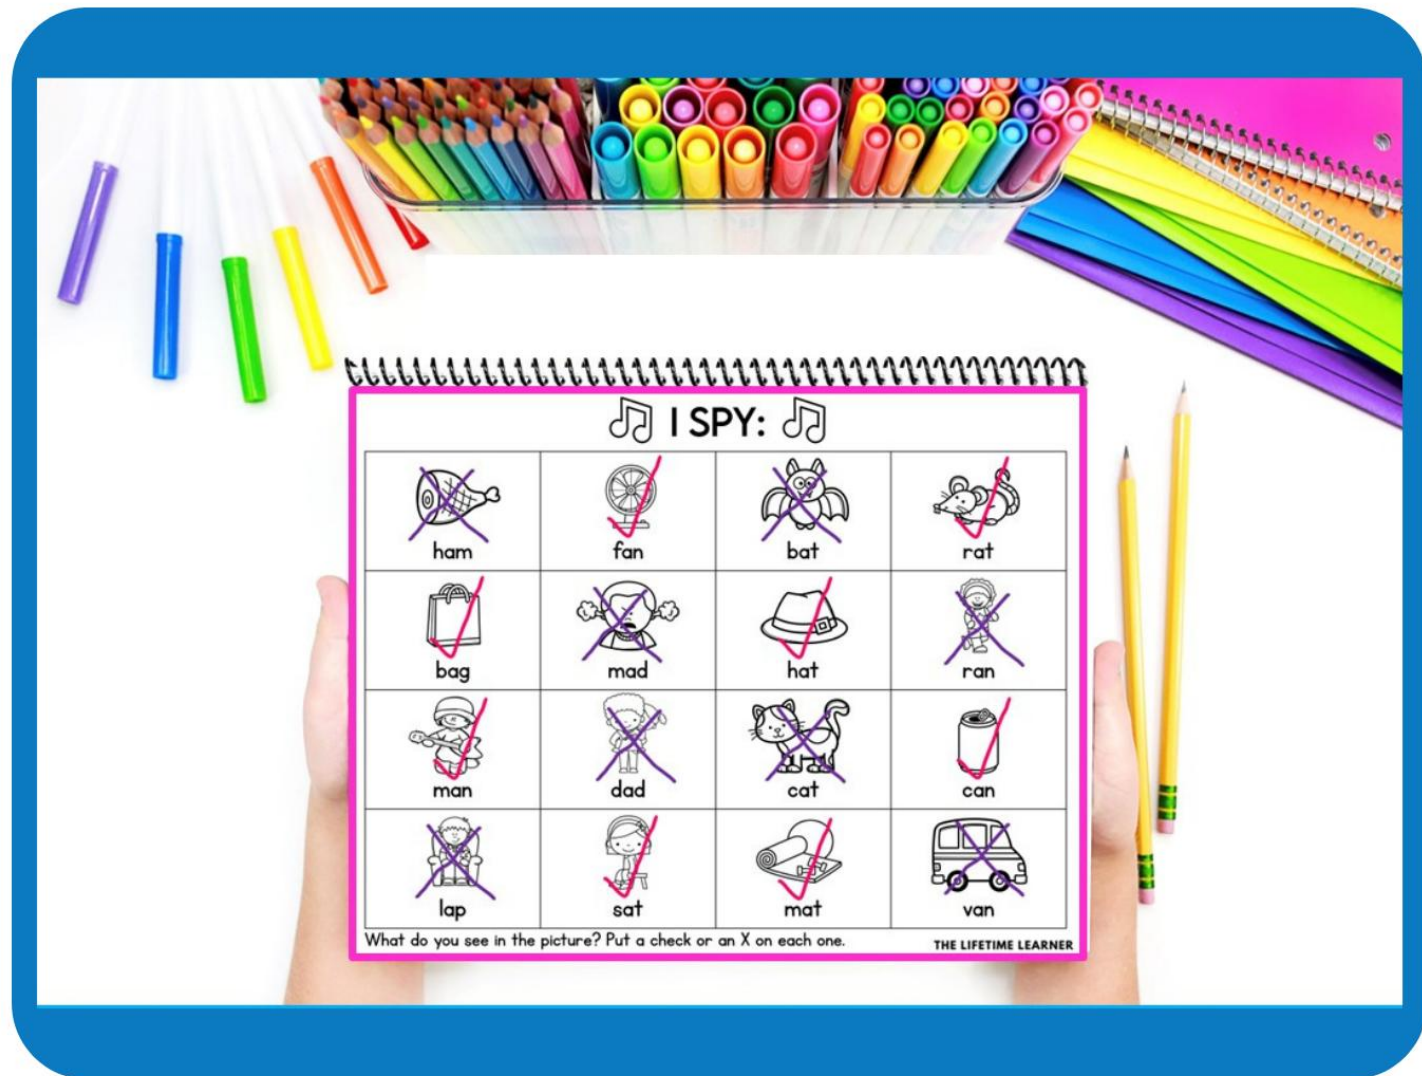 I SPY:
ham fan bat rat
bag mad hat ran
man dad cat can
lap sat mat van
What do you see in the picture? Put a check or an X on each one.
THE LIFETIME LEARNER